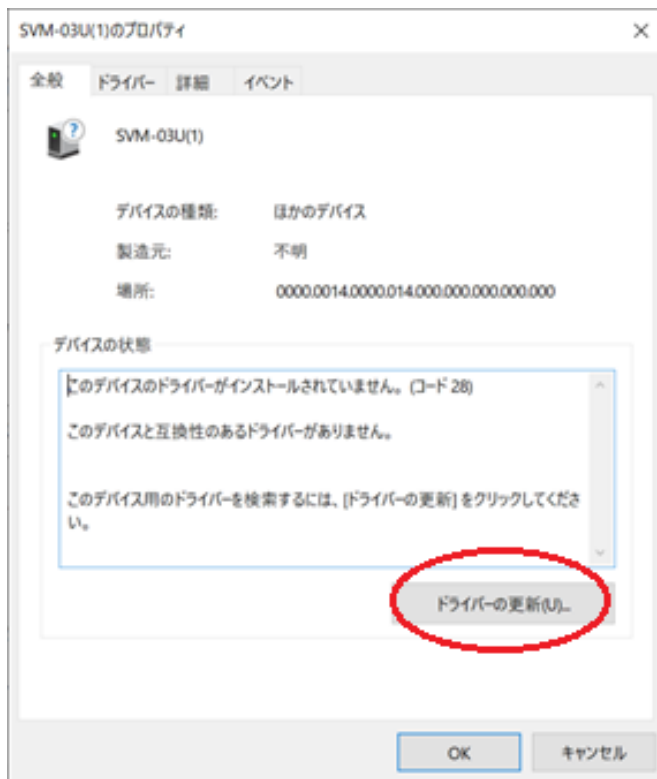 SVM-03U(1)のプロパティ
全般 ドライバー 詳細 イベント
SVM-03U(1)
デバイスの種類: ほかのデバイス
製造元: 不明
場所: 0000.0014.0000.014.000.000.000.000.000
デバイスの状態
このデバイスのドライバーがインストールされていません。 (コード 28)
このデバイスと互換性のあるドライバーがありません。
このデバイス用のドライバーを検索するには、[ドライバーの更新] をクリックしてくださ
い。
ドライバーの更新(U)...
OK キャンセル